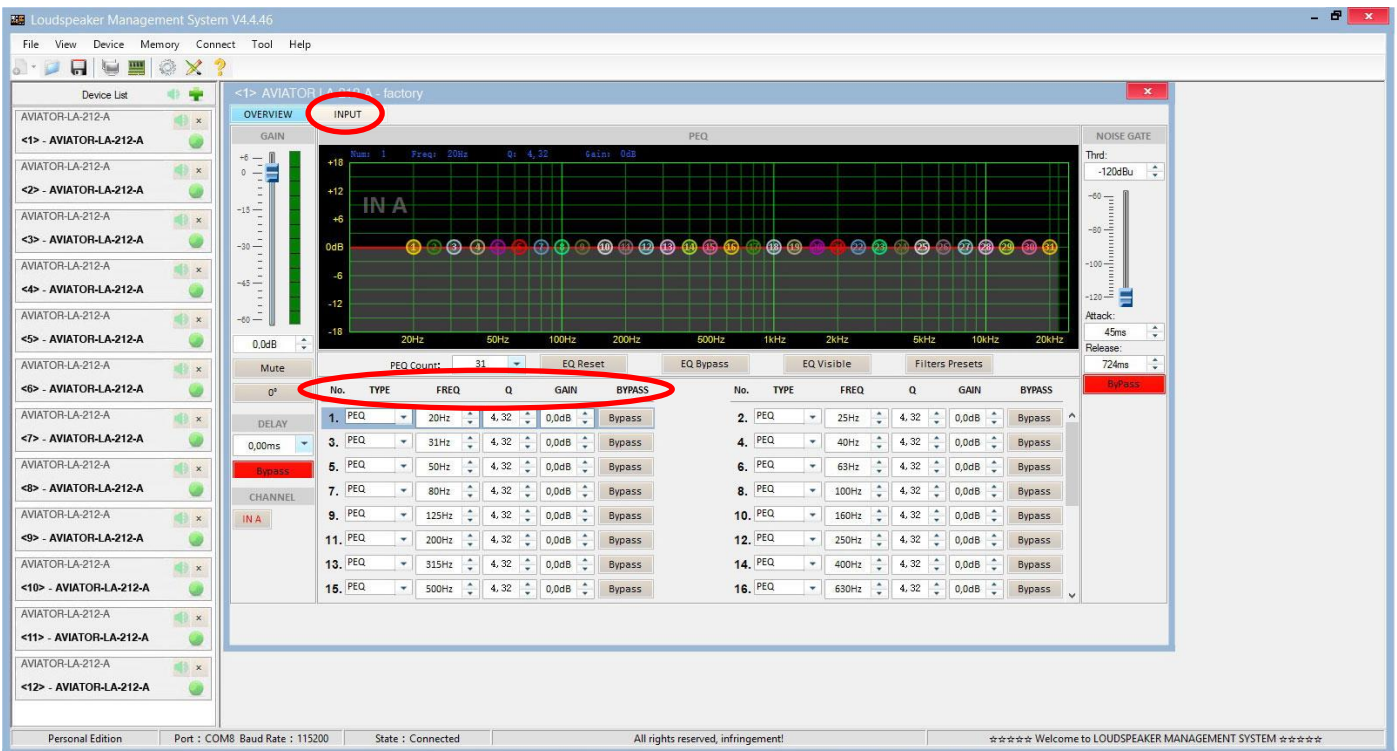 Loudspeaker Management System V4.4.46
File View Device Memory Connect Tool Help
Device List
AVIATOR-LA-212-A
<1> - AVIATOR-LA-212-A
AVIATOR-LA-212-A
<2> - AVIATOR-LA-212-A
AVIATOR-LA-212-A
<3> - AVIATOR-LA-212-A
AVIATOR-LA-212-A
<4> - AVIATOR-LA-212-A
AVIATOR-LA-212-A
<5> - AVIATOR-LA-212-A
AVIATOR-LA-212-A
<6> - AVIATOR-LA-212-A
AVIATOR-LA-212-A
<7> - AVIATOR-LA-212-A
AVIATOR-LA-212-A
<8> - AVIATOR-LA-212-A
AVIATOR-LA-212-A
<9> - AVIATOR-LA-212-A
AVIATOR-LA-212-A
<10> - AVIATOR-LA-212-A
AVIATOR-LA-212-A
<11> - AVIATOR-LA-212-A
AVIATOR-LA-212-A
<12> - AVIATOR-LA-212-A
<1> AVIATOR LA-212-A - factory
OVERVIEW INPUT
GAIN
+6
0
-15
-30
-45
-60
0,0dB
Mute
0°
DELAY
0,00ms
Bypass
CHANNEL
IN A
PEQ
Num: 1 Freq: 20Hz Q: 4,32 Gain: 0dB
IN A
+18
+12
+6
0dB
-6
-12
-18
20Hz 50Hz 100Hz 200Hz 500Hz 1kHz 2kHz 5kHz 10kHz 20kHz
PEQ Count: 31 EQ Reset EQ Bypass EQ Visible Filters Presets
No. TYPE FREQ Q GAIN BYPASS No. TYPE FREQ Q GAIN BYPASS
1. PEQ 20Hz 4,32 0,0dB Bypass 2. PEQ 25Hz 4,32 0,0dB Bypass
3. PEQ 31Hz 4,32 0,0dB Bypass 4. PEQ 40Hz 4,32 0,0dB Bypass
5. PEQ 50Hz 4,32 0,0dB Bypass 6. PEQ 63Hz 4,32 0,0dB Bypass
7. PEQ 80Hz 4,32 0,0dB Bypass 8. PEQ 100Hz 4,32 0,0dB Bypass
9. PEQ 125Hz 4,32 0,0dB Bypass 10. PEQ 160Hz 4,32 0,0dB Bypass
11. PEQ 200Hz 4,32 0,0dB Bypass 12. PEQ 250Hz 4,32 0,0dB Bypass
13. PEQ 315Hz 4,32 0,0dB Bypass 14. PEQ 400Hz 4,32 0,0dB Bypass
15. PEQ 500Hz 4,32 0,0dB Bypass 16. PEQ 630Hz 4,32 0,0dB Bypass
NOISE GATE
Thrd:
-120dBu
-60
-80
-100
-120
Attack:
45ms
Release:
724ms
ByPass
Personal Edition Port : COM8 Baud Rate : 115200 State : Connected All rights reserved, infringement! ☆☆☆☆☆ Welcome to LOUDSPEAKER MANAGEMENT SYSTEM ☆☆☆☆☆